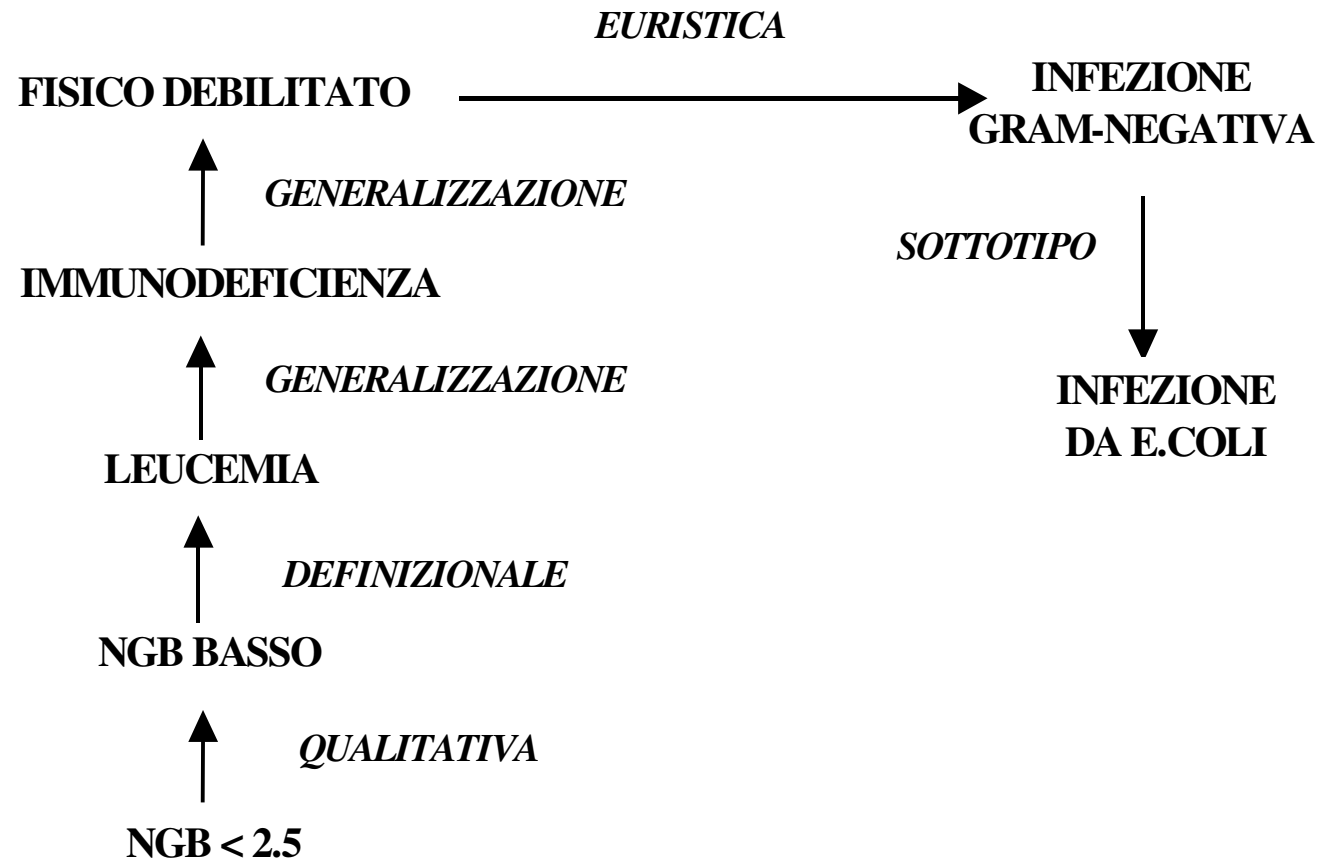 EURISTICA
FISICO DEBILITATO
INFEZIONE
GRAM-NEGATIVA
GENERALIZZAZIONE
SOTTOTIPO
IMMUNODEFICIENZA
GENERALIZZAZIONE
INFEZIONE
DA E.COLI
LEUCEMIA
DEFINIZIONALE
NGB BASSO
QUALITATIVA
NGB < 2.5